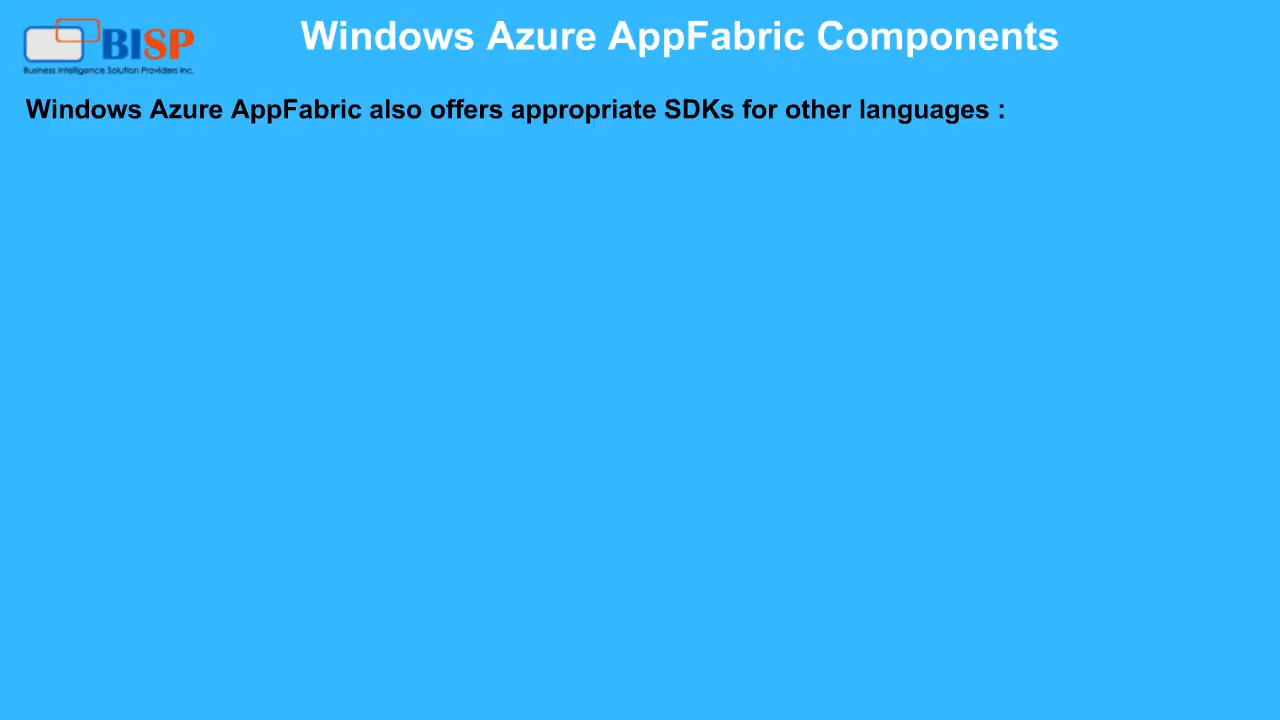 Windows Azure AppFabric Components
BISP
Business Intelligence Solution Providers Inc.
Windows Azure AppFabric also offers appropriate SDKs for other languages :